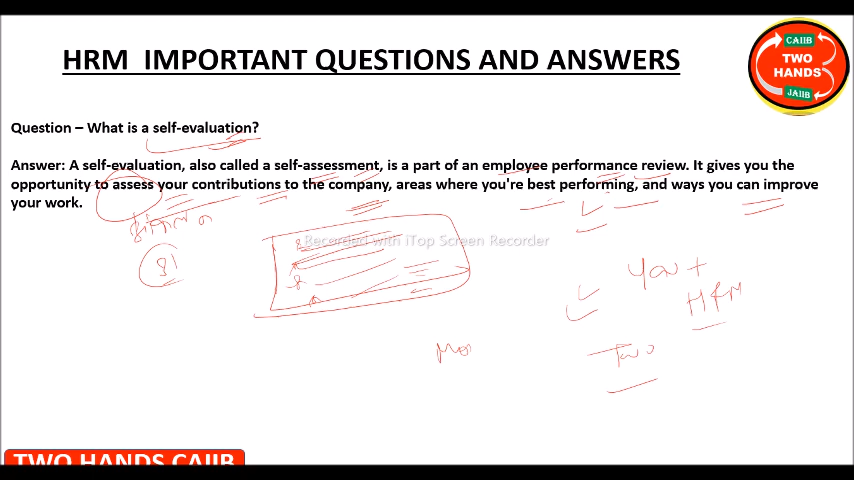 HRM IMPORTANT QUESTIONS AND ANSWERS
CAIIB
TWO
HANDS
JAIIB
Question – What is a self-evaluation?
Answer: A self-evaluation, also called a self-assessment, is a part of an employee performance review. It gives you the
opportunity to assess your contributions to the company, areas where you're best performing, and ways you can improve
your work.
Recorded with iTop Screen Recorder
You +
HRM
Two
TWO HANDS CAIIB